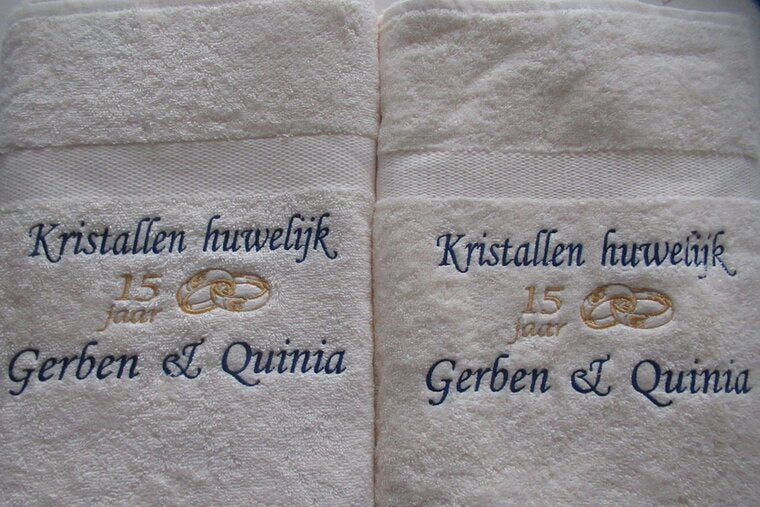 Kristallen huwelijk
15
jaar
Gerben & Quinia
Kristallen huwelijk
15
jaar
Gerben & Quinia